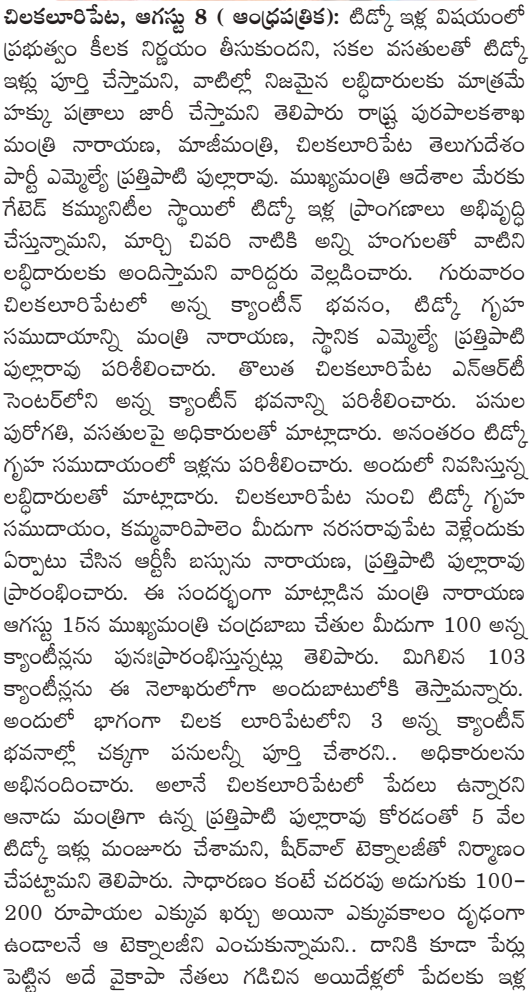 చిలకలూరిపేట, ఆగస్టు 8 ( ఆంధ్రపత్రిక): టిడ్కో ఇళ్ల విషయంలో
ప్రభుత్వం కీలక నిర్ణయం తీసుకుందని, సకల వసతులతో టిడ్కో
ఇళ్లు పూర్తి చేస్తామని, వాటిల్లో నిజమైన లబ్ధిదారులకు మాత్రమే
హక్కు పత్రాలు జారీ చేస్తామని తెలిపారు రాష్ట్ర పురపాలకశాఖ
మంత్రి నారాయణ, మాజీమంత్రి, చిలకలూరిపేట తెలుగుదేశం
పార్టీ ఎమ్మెల్యే ప్రత్తిపాటి పుల్లారావు. ముఖ్యమంత్రి ఆదేశాల మేరకు
గేటెడ్ కమ్యునిటీల స్థాయిలో టిడ్కో ఇళ్ల ప్రాంగణాలు అభివృద్ధి
చేస్తున్నామని, మార్చి చివరి నాటికి అన్ని హంగులతో వాటిని
లబ్ధిదారులకు అందిస్తామని వారిద్దరు వెల్లడించారు. గురువారం
చిలకలూరిపేటలో అన్న క్యాంటీన్ భవనం, టిడ్కో గృహ
సముదాయాన్ని మంత్రి నారాయణ, స్థానిక ఎమ్మెల్యే ప్రత్తిపాటి
పుల్లారావు పరిశీలించారు. తొలుత చిలకలూరిపేట ఎన్ఆర్‌టీ
సెంటర్‌లోని అన్న క్యాంటీన్ భవనాన్ని పరిశీలించారు. పనుల
పురోగతి, వసతులపై అధికారులతో మాట్లాడారు. అనంతరం టిడ్కో
గృహ సముదాయంలో ఇళ్లను పరిశీలించారు. అందులో నివసిస్తున్న
లబ్ధిదారులతో మాట్లాడారు. చిలకలూరిపేట నుంచి టిడ్కో గృహ
సముదాయం, కమ్మవారిపాలెం మీదుగా నరసరావుపేట వెళ్లేందుకు
ఏర్పాటు చేసిన ఆర్టీసీ బస్సును నారాయణ, ప్రత్తిపాటి పుల్లారావు
ప్రారంభించారు. ఈ సందర్భంగా మాట్లాడిన మంత్రి నారాయణ
ఆగస్టు 15న ముఖ్యమంత్రి చంద్రబాబు చేతుల మీదుగా 100 అన్న
క్యాంటీన్లను పునఃప్రారంభిస్తున్నట్లు తెలిపారు. మిగిలిన 103
క్యాంటీన్లను ఈ నెలాఖరులోగా అందుబాటులోకి తెస్తామన్నారు.
అందులో భాగంగా చిలక లూరిపేటలోని 3 అన్న క్యాంటీన్
భవనాల్లో చక్కగా పనులన్నీ పూర్తి చేశారని.. అధికారులను
అభినందించారు. అలానే చిలకలూరిపేటలో పేదలు ఉన్నారని
ఆనాడు మంత్రిగా ఉన్న ప్రత్తిపాటి పుల్లారావు కోరడంతో 5 వేల
టిడ్కో ఇళ్లు మంజూరు చేశామని, షీర్‌వాల్ టెక్నాలజీతో నిర్మాణం
చేపట్టామని తెలిపారు. సాధారణం కంటే చదరపు అడుగుకు 100-
200 రూపాయల ఎక్కువ ఖర్చు అయినా ఎక్కువకాలం దృఢంగా
ఉండాలనే ఆ టెక్నాలజీని ఎంచుకున్నామని.. దానికి కూడా పేర్లు
పెట్టిన అదే వైకాపా నేతలు గడిచిన అయిదేళ్లలో పేదలకు ఇళ్ల